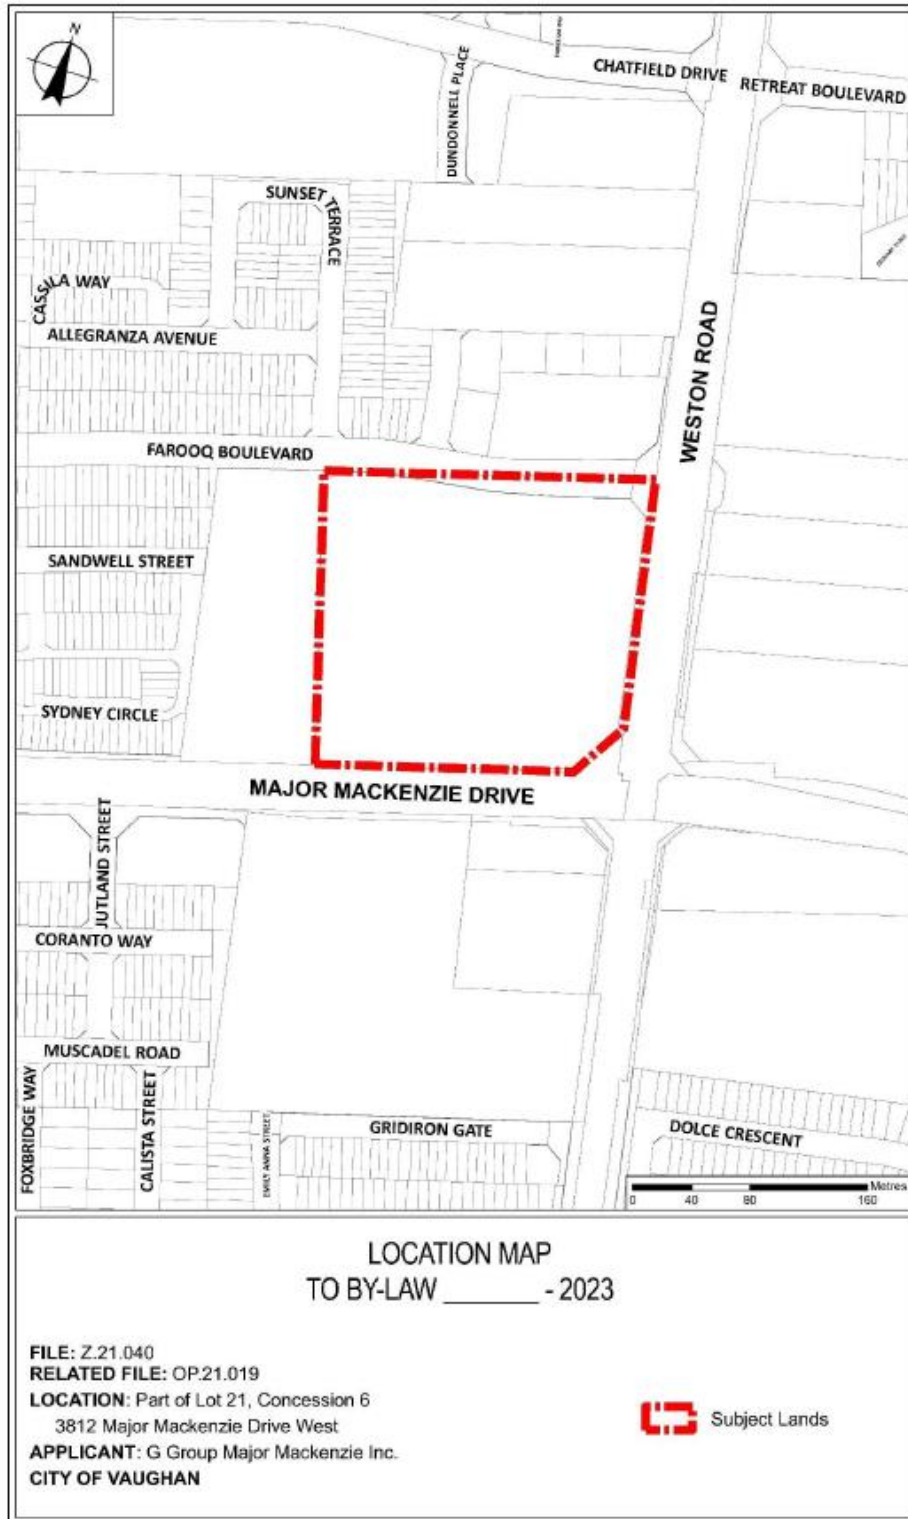 N
CHATFIELD DRIVE
RETREAT BOULEVARD
DUNDONNELL PLACE
SUNSET TERRACE
CASSILA WAY
ALLEGRANZA AVENUE
WESTON ROAD
FAROOQ BOULEVARD
SANDWELL STREET
SYDNEY CIRCLE
MAJOR MACKENZIE DRIVE
JUTLAND STREET
CORANTO WAY
MUSCADEL ROAD
FOXBRIDGE WAY
CALISTA STREET
EMILY ANNA STREET
GRIDIRON GATE
DOLCE CRESCENT
Metres
0 40 80 160
LOCATION MAP
TO BY-LAW ________ - 2023
FILE: Z.21.040
RELATED FILE: OP.21.019
LOCATION: Part of Lot 21, Concession 6
3812 Major Mackenzie Drive West
APPLICANT: G Group Major Mackenzie Inc.
CITY OF VAUGHAN
Subject Lands